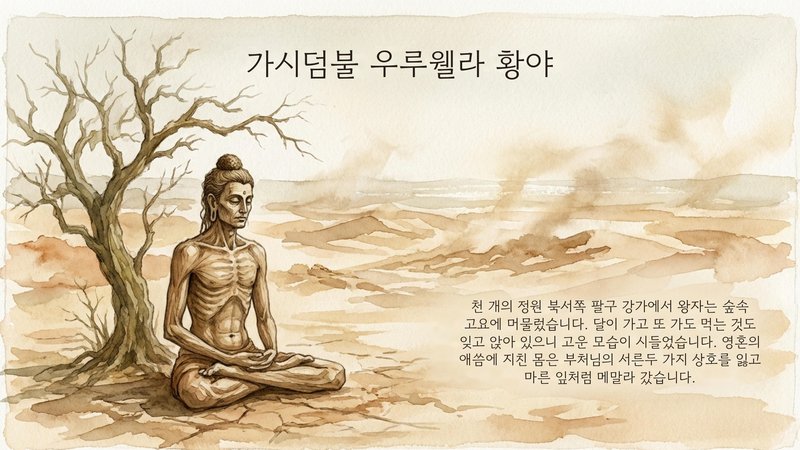 가시덤불 우루웰라 황야
천 개의 정원 북서쪽 팔구 강가에서 왕자는 숲속
고요에 머물렀습니다. 달이 가고 또 가도 먹는 것도
잊고 앉아 있으니 고운 모습이 시들었습니다. 영혼의
애씀에 지친 몸은 부처님의 서른두 가지 상호를 잃고
마른 잎처럼 메말라 갔습니다.